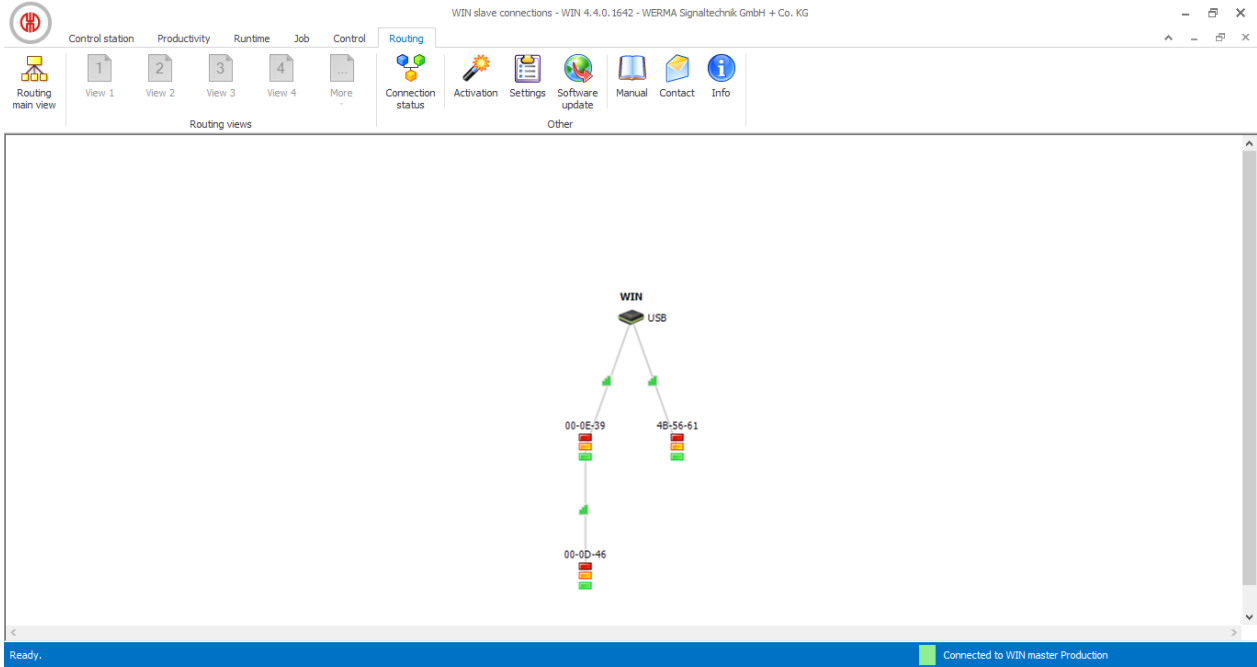 WIN slave connections - WIN 4.4.0.1642 - WERMA Signaltechnik GmbH + Co. KG
Control station Productivity Runtime Job Control Routing
1 2 3 4 ...
Routing main view
View 1 View 2 View 3 View 4 More
Connection status
Activation
Settings
Software update
Manual
Contact
Info
Routing views Other
WIN
USB
00-0E-39 4B-56-61
00-0D-46
Ready. Connected to WIN master Production